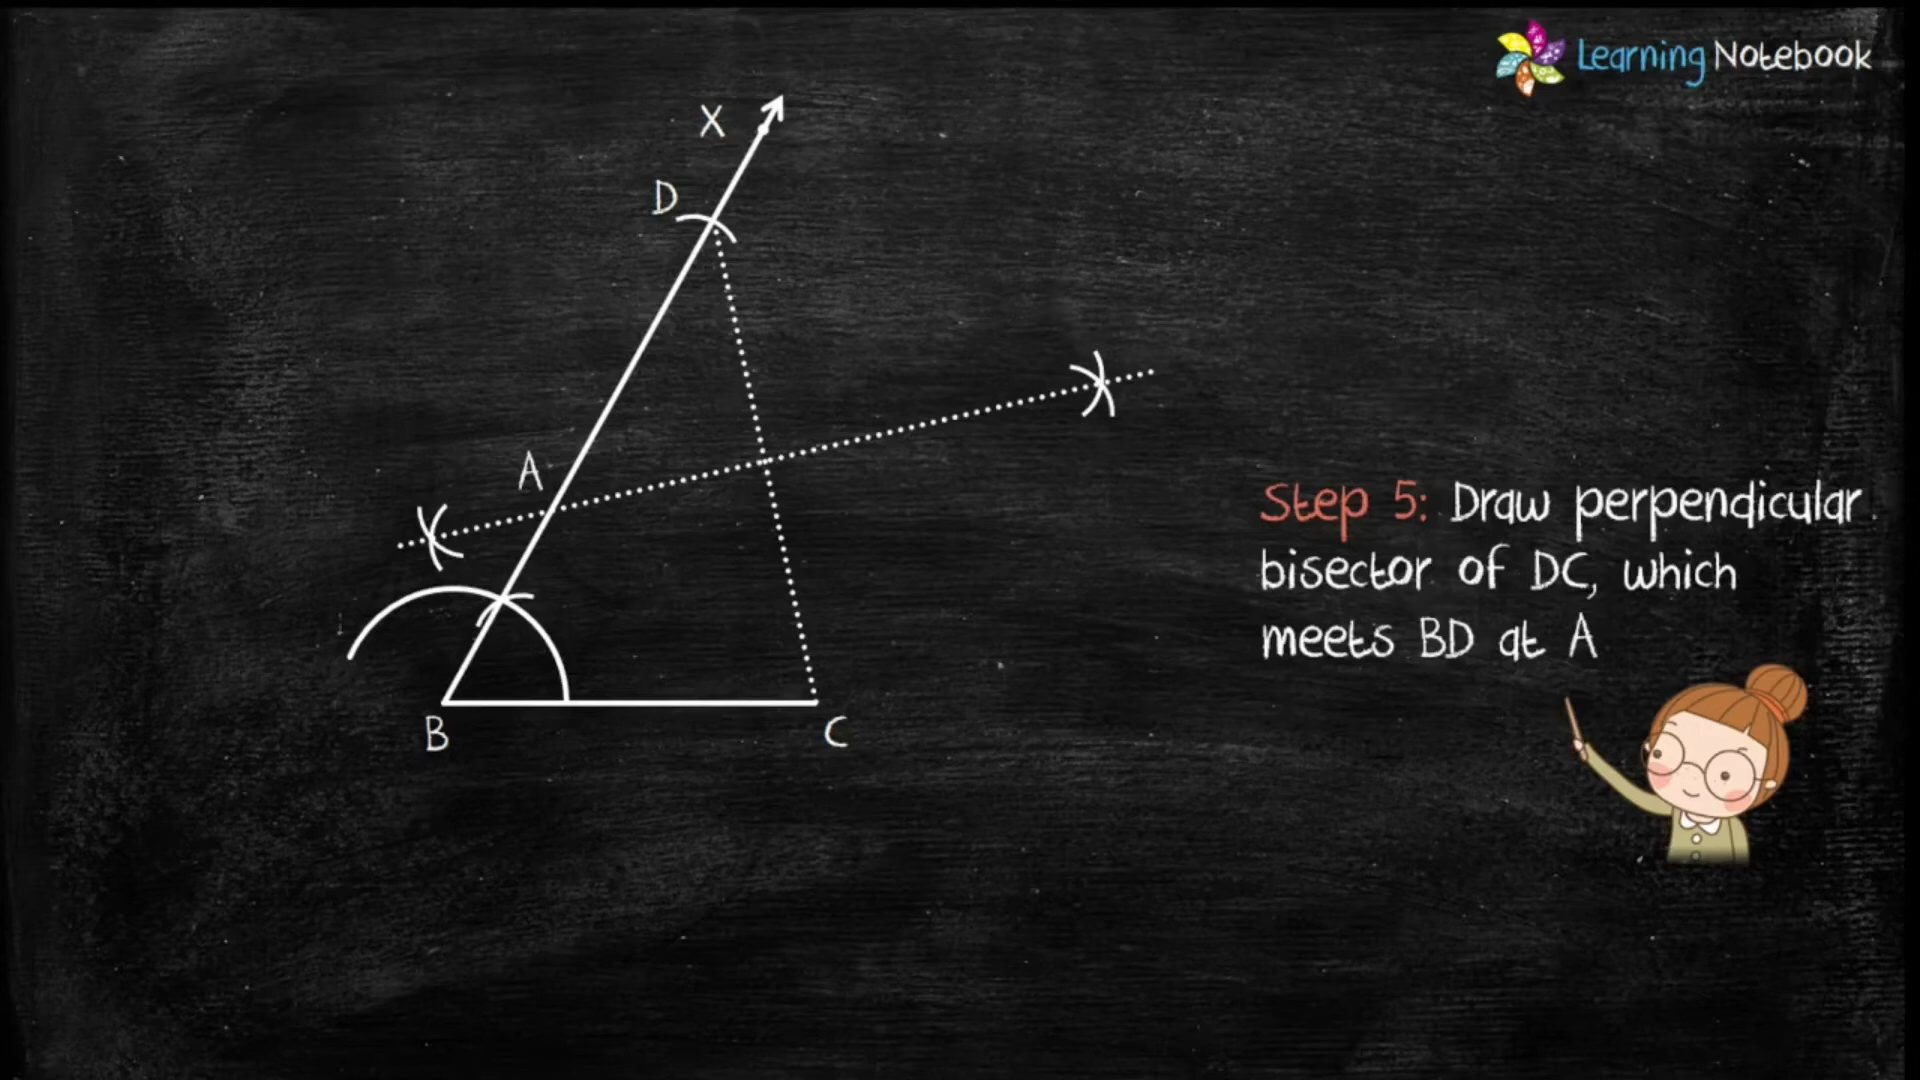 Learning Notebook
X
D
A
Step 5: Draw perpendicular
bisector of DC, which
meets BD at A
B
C